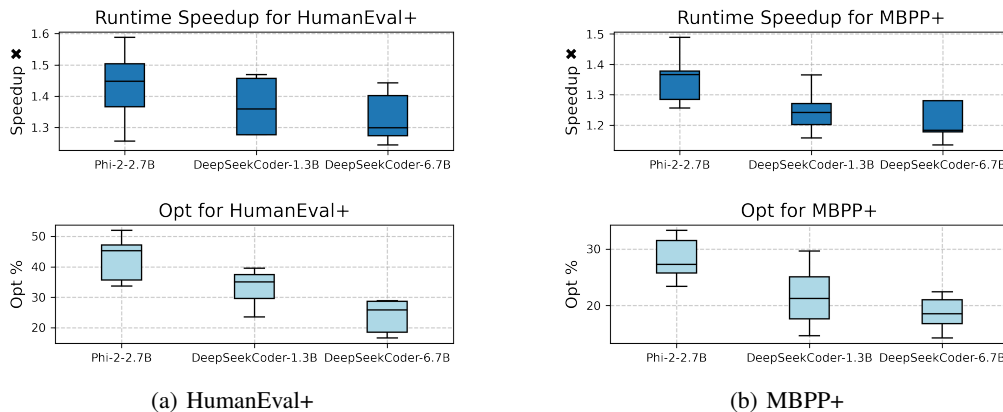 Runtime Speedup for HumanEval+
Speedup ✖
1.6
1.5
1.4
1.3
Phi-2-2.7B DeepSeekCoder-1.3B DeepSeekCoder-6.7B
Opt for HumanEval+
Opt %
50
40
30
20
Phi-2-2.7B DeepSeekCoder-1.3B DeepSeekCoder-6.7B
(a) HumanEval+
Runtime Speedup for MBPP+
Speedup ✖
1.5
1.4
1.3
1.2
Phi-2-2.7B DeepSeekCoder-1.3B DeepSeekCoder-6.7B
Opt for MBPP+
Opt %
30
20
Phi-2-2.7B DeepSeekCoder-1.3B DeepSeekCoder-6.7B
(b) MBPP+